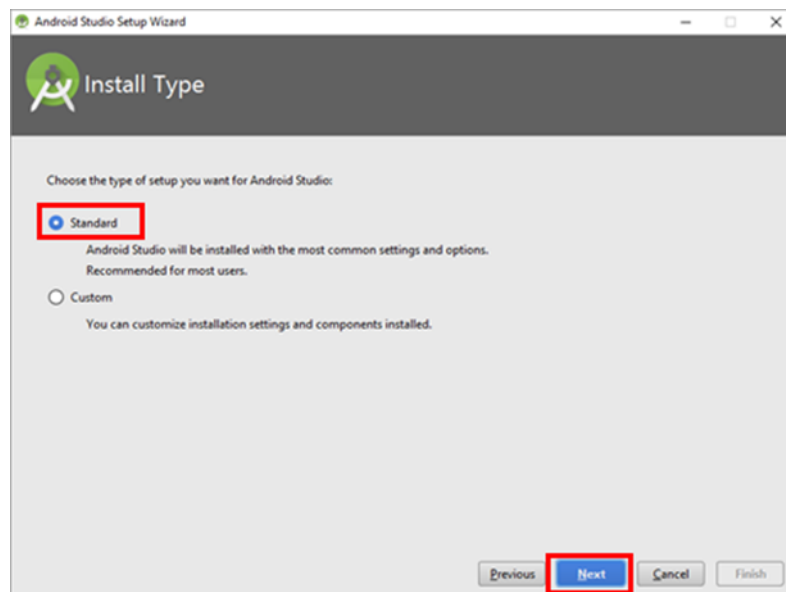 Android Studio Setup Wizard
Install Type
Choose the type of setup you want for Android Studio:
Standard
Android Studio will be installed with the most common settings and options.
Recommended for most users.
Custom
You can customize installation settings and components installed.
Previous Next Cancel Finish